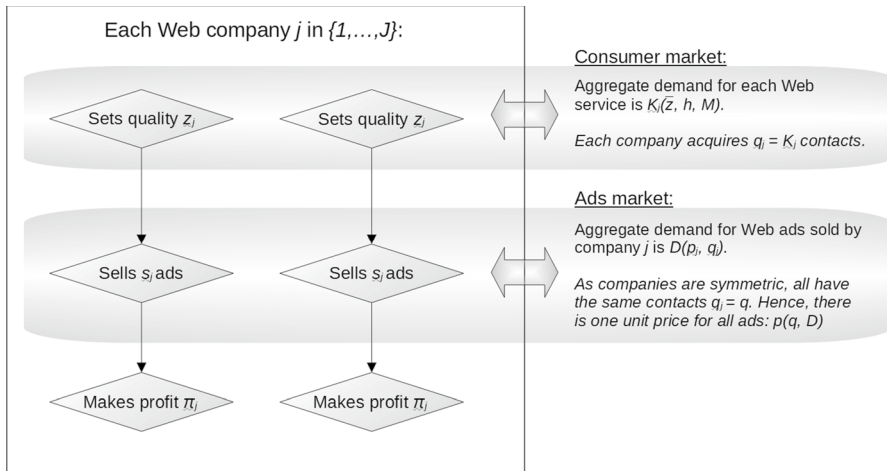 Each Web company j in {1,…,J}:
Consumer market:
Aggregate demand for each Web
service is Kj(z̅, h, M).
Each company acquires qj = Kj contacts.
Sets quality zj
Sets quality zj
Ads market:
Aggregate demand for Web ads sold by
company j is D(pj, qj).
As companies are symmetric, all have
the same contacts qj = q. Hence, there
is one unit price for all ads: p(q, D)
Sells sj ads
Sells sj ads
Makes profit πj
Makes profit πj